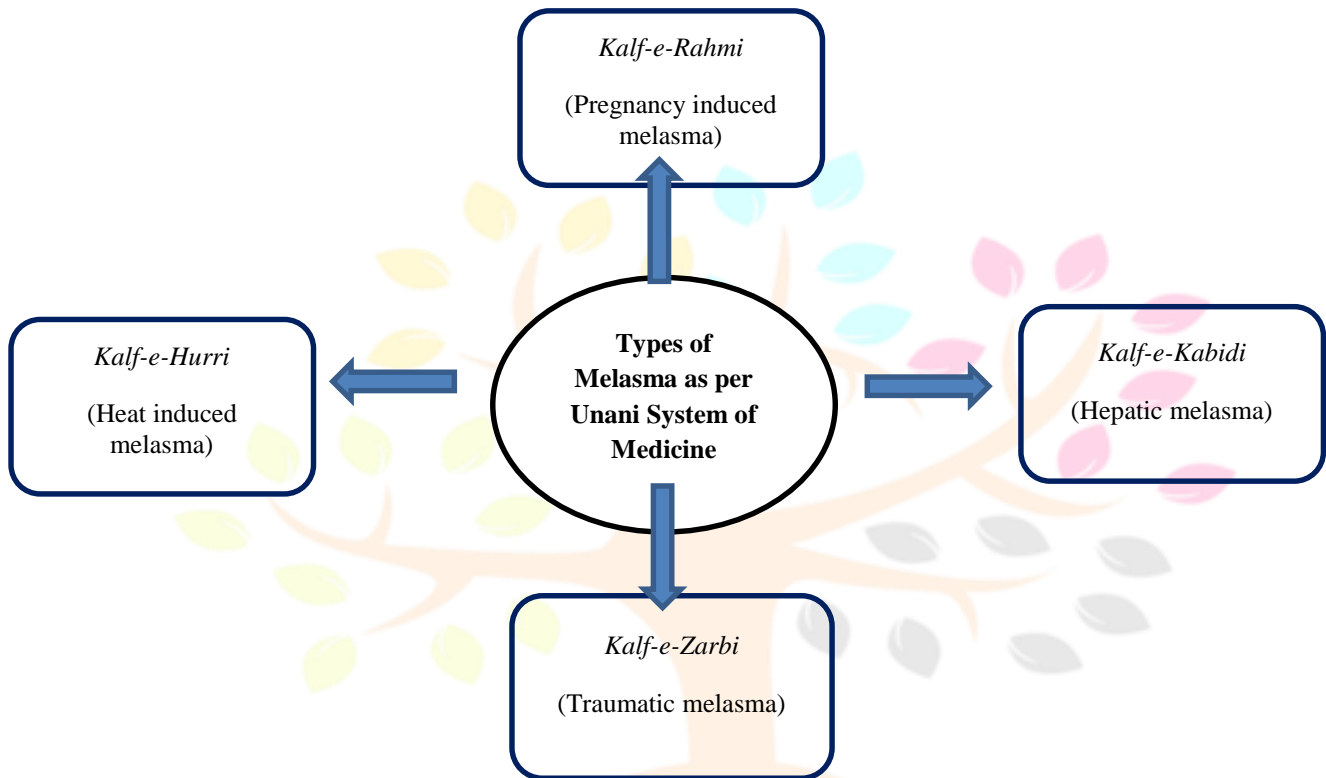 Kalf-e-Rahmi
(Pregnancy induced
melasma)
Kalf-e-Hurri
(Heat induced
melasma)
Types of
Melasma as per
Unani System of
Medicine
Kalf-e-Kabidi
(Hepatic melasma)
Kalf-e-Zarbi
(Traumatic melasma)